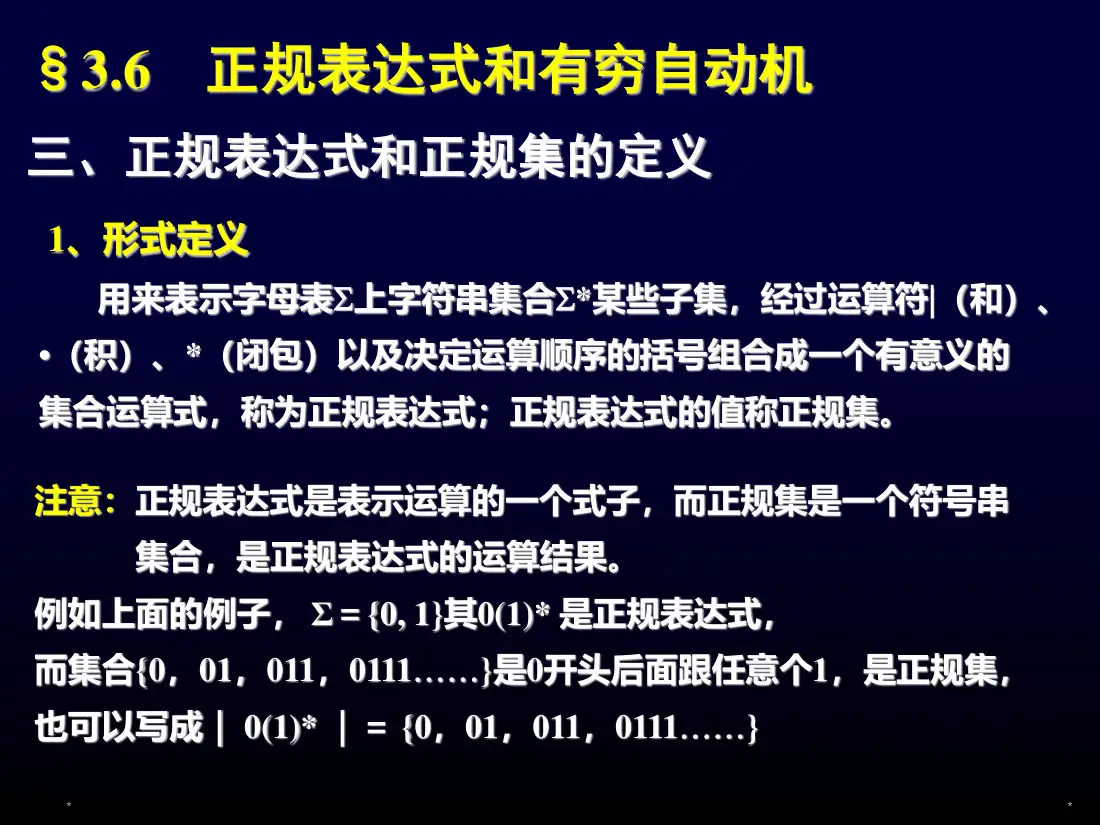 §3.6 正规表达式和有穷自动机
三、正规表达式和正规集的定义
1、形式定义
用来表示字母表Σ上字符串集合Σ*某些子集，经过运算符|（和）、
•（积）、*（闭包）以及决定运算顺序的括号组合成一个有意义的
集合运算式，称为正规表达式；正规表达式的值称正规集。
注意：正规表达式是表示运算的一个式子，而正规集是一个符号串
集合，是正规表达式的运算结果。
例如上面的例子， Σ＝{0, 1}其0(1)* 是正规表达式，
而集合{0，01，011，0111……}是0开头后面跟任意个1，是正规集，
也可以写成｜ 0(1)* ｜＝ {0，01，011，0111……}
* *